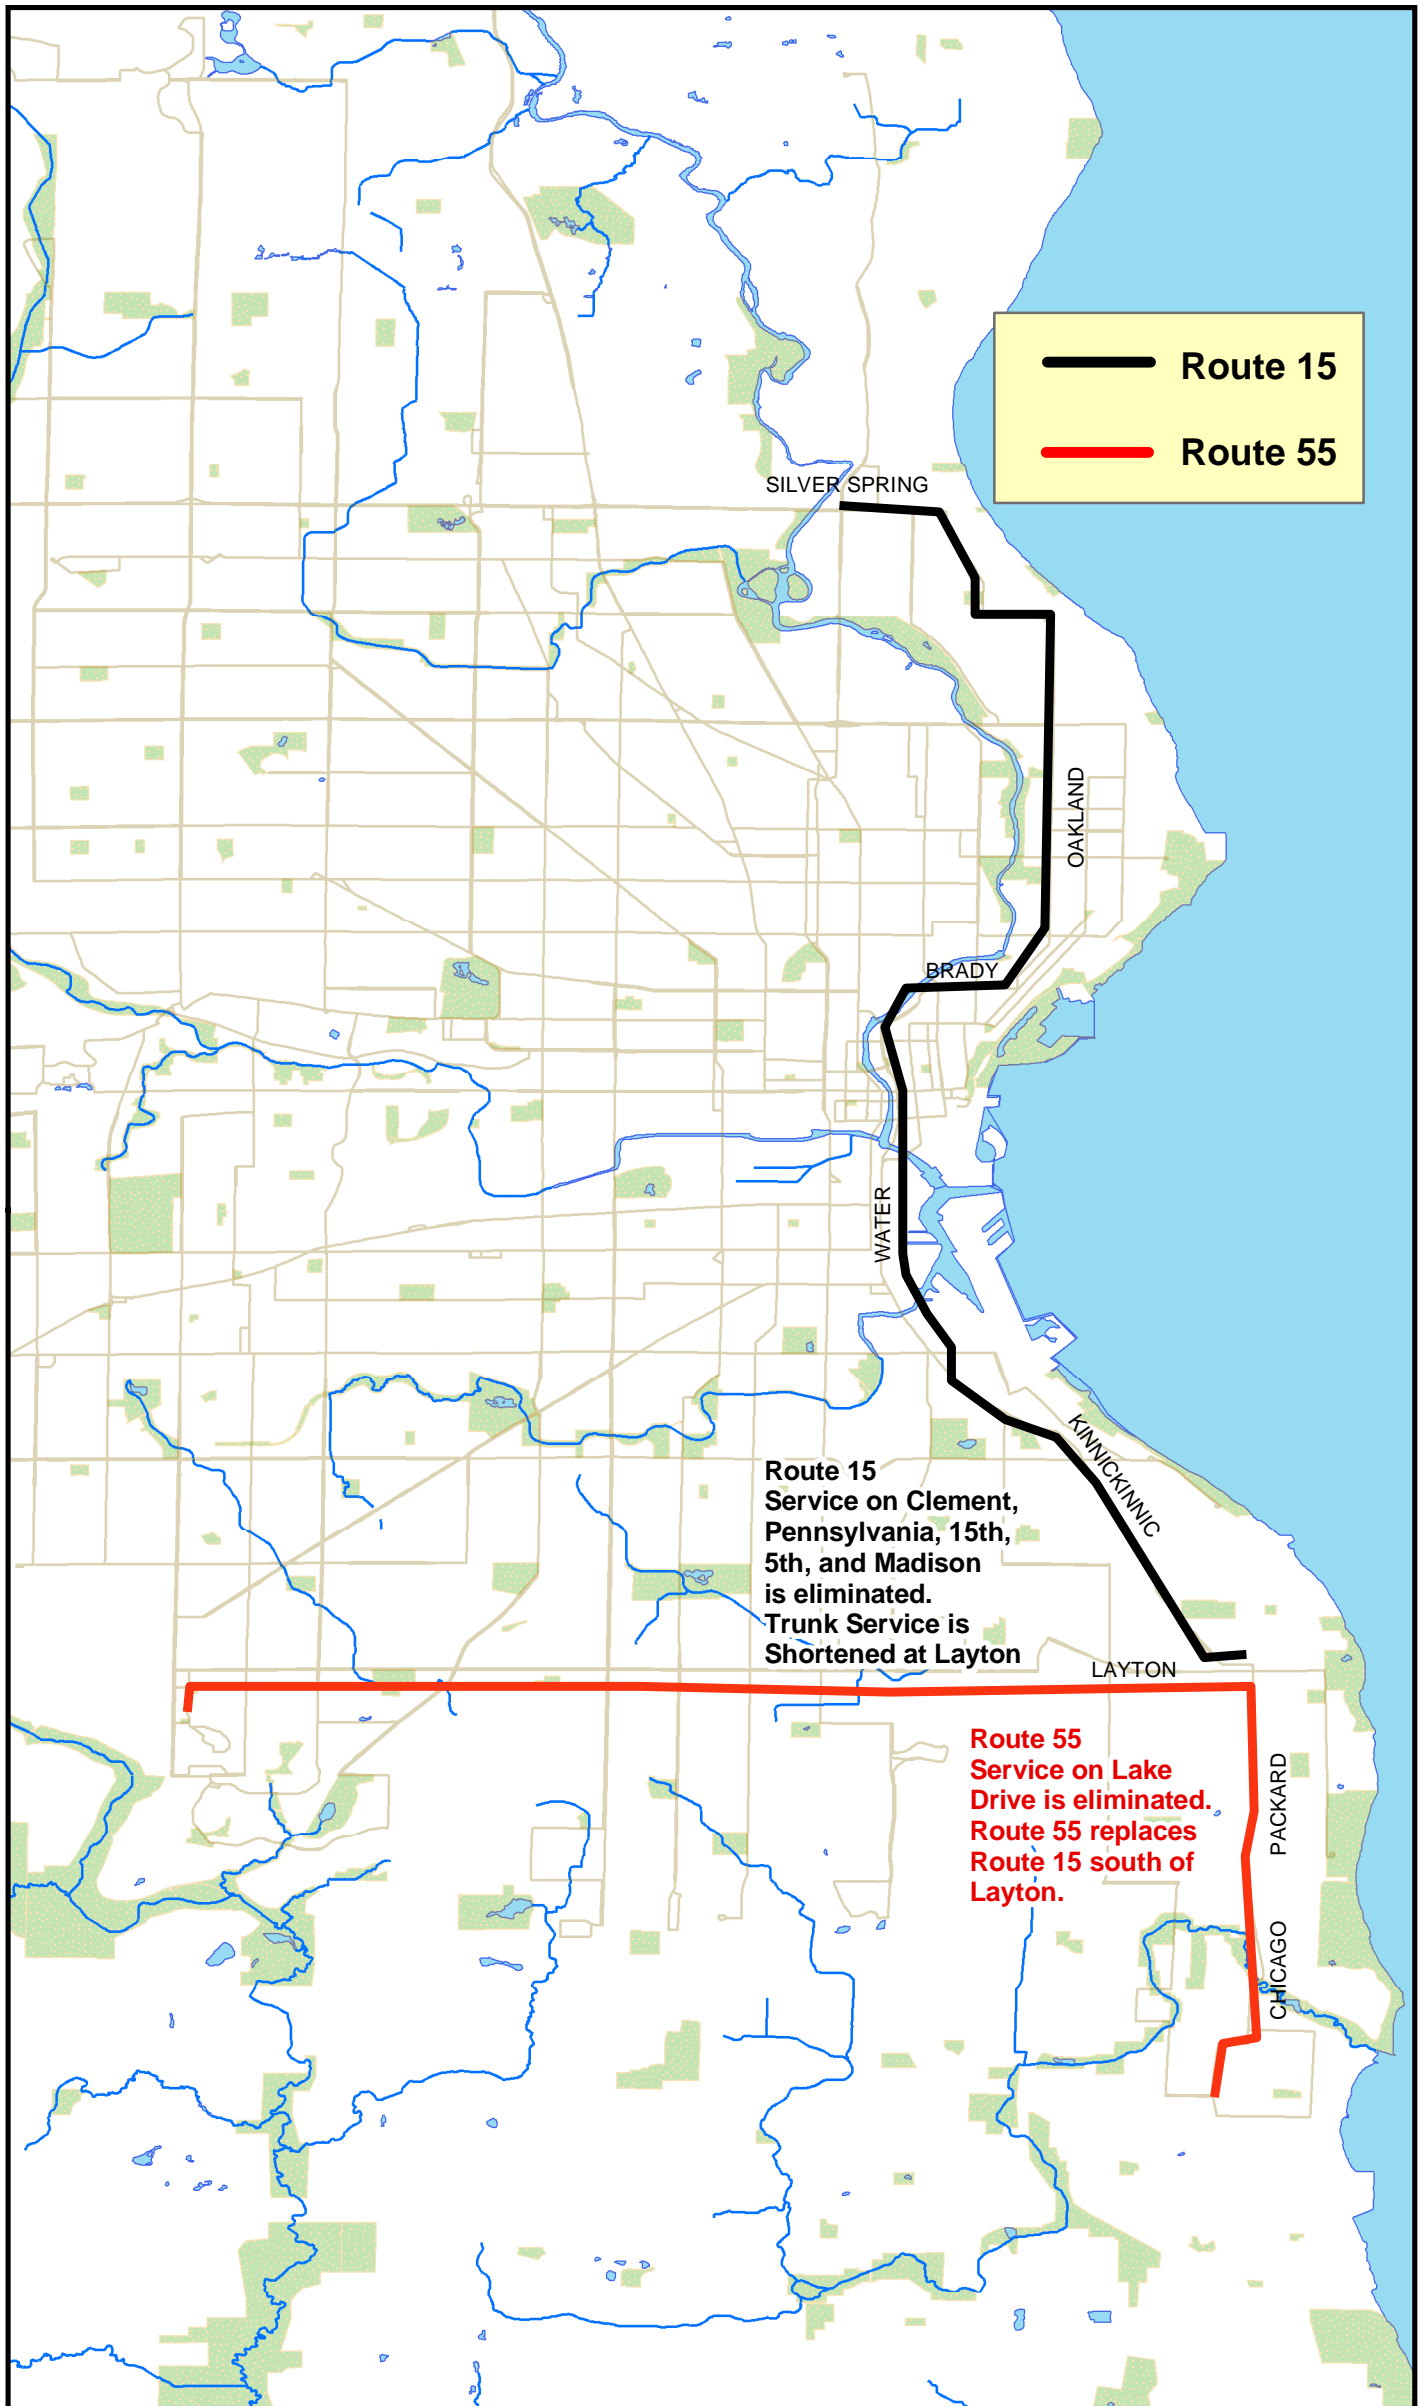 Route 15
Route 55
SILVER SPRING
OAKLAND
BRADY
WATER
KINNICKINNIC
Route 15
Service on Clement,
Pennsylvania, 15th,
5th, and Madison
is eliminated.
Trunk Service is
Shortened at Layton
LAYTON
Route 55
Service on Lake
Drive is eliminated.
Route 55 replaces
Route 15 south of
Layton.
PACKARD
CHICAGO